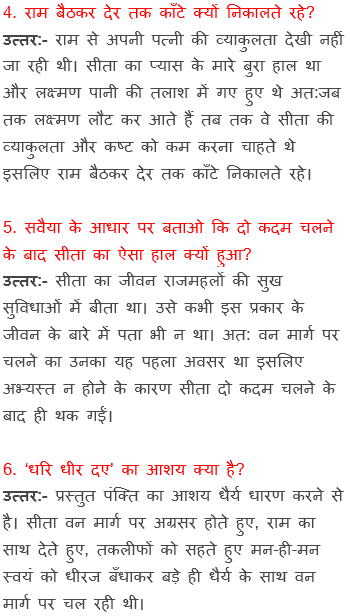 4. राम बैठकर देर तक काँटे क्यों निकालते रहे?
उत्तर:- राम से अपनी पत्नी की व्याकुलता देखी नहीं
जा रही थी। सीता का प्यास के मारे बुरा हाल था
और लक्ष्मण पानी की तलाश में गए हुए थे अत:जब
तक लक्ष्मण लौट कर आते हैं तब तक वे सीता की
व्याकुलता और कष्ट को कम करना चाहते थे
इसलिए राम बैठकर देर तक काँटे निकालते रहे।
5. सवैया के आधार पर बताओ कि दो कदम चलने
के बाद सीता का ऐसा हाल क्यों हुआ?
उत्तर:- सीता का जीवन राजमहलों की सुख
सुविधाओं में बीता था। उसे कभी इस प्रकार के
जीवन के बारे में पता भी न था। अत: वन मार्ग पर
चलने का उनका यह पहला अवसर था इसलिए
अभ्यस्त न होने के कारण सीता दो कदम चलने के
बाद ही थक गईं।
6. 'धरि धीर दए' का आशय क्या है?
उत्तर:- प्रस्तुत पंक्ति का आशय धैर्य धारण करने से
है। सीता वन मार्ग पर अग्रसर होते हुए, राम का
साथ देते हुए, तकलीफों को सहते हुए मन-ही-मन
स्वयं को धीरज बँधाकर बड़े ही धैर्य के साथ वन
मार्ग पर चल रही थी।